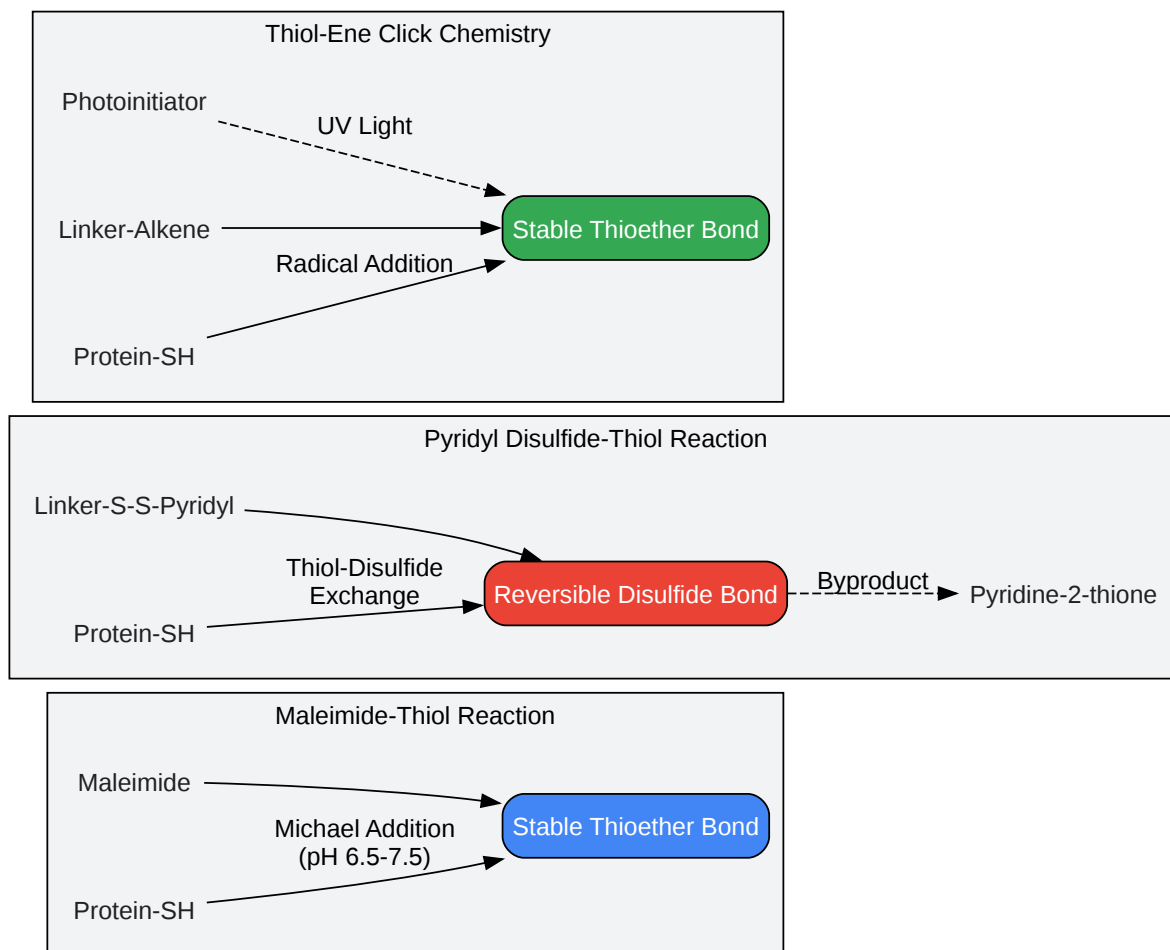 Thiol-Ene Click Chemistry
Photoinitiator
UV Light
Linker-Alkene
Stable Thioether Bond
Radical Addition
Protein-SH
Pyridyl Disulfide-Thiol Reaction
Linker-S-S-Pyridyl
Thiol-Disulfide
Exchange
Reversible Disulfide Bond
Byproduct
Pyridine-2-thione
Protein-SH
Maleimide-Thiol Reaction
Maleimide
Michael Addition
(pH 6.5-7.5)
Stable Thioether Bond
Protein-SH